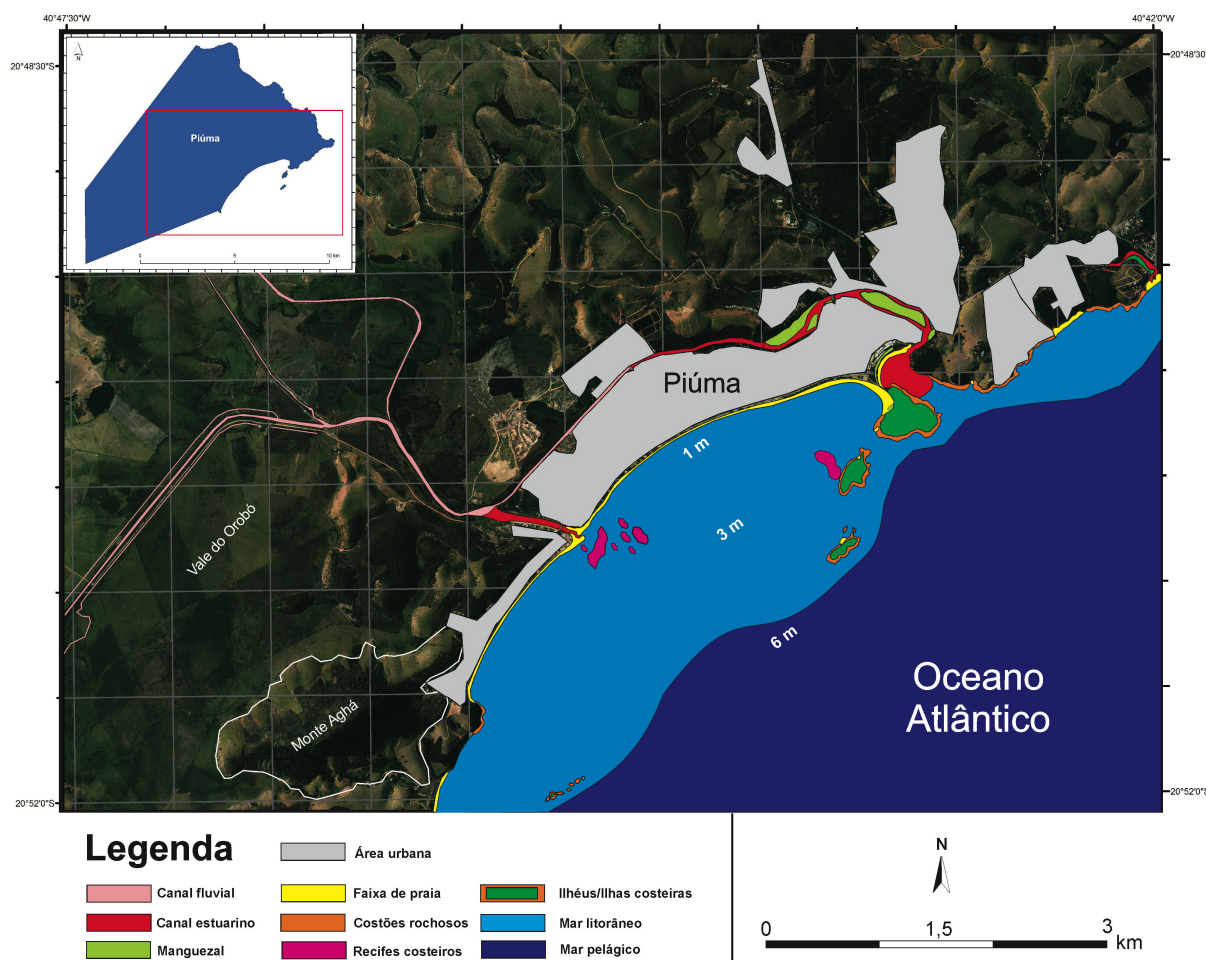 40°47'30"W
40°42'0"W
20°48'30"S
20°48'30"S
N
Piúma
0 5 10 km
Piúma
1 m
3 m
6 m
Vale do Orobó
Monte Aghá
Oceano
Atlântico
20°52'0"S
20°52'0"S
Legenda
Área urbana
Canal fluvial
Faixa de praia
Ilhéus/Ilhas costeiras
Canal estuarino
Costões rochosos
Mar litorâneo
Manguezal
Recifes costeiros
Mar pelágico
N
0 1,5 3
km